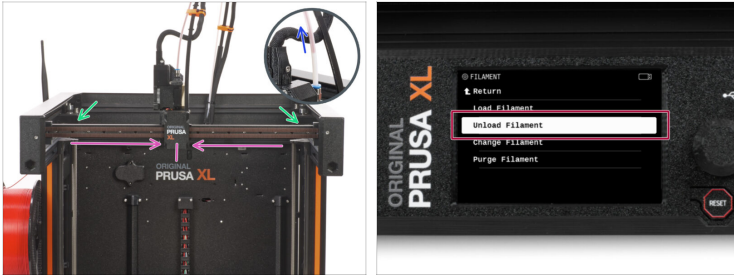 PRUSA
XL
ORIGINAL
PRUSA XL
ORIGINAL
PRUSA XL
FILAMENT
Return
Load Filament
Unload Filament
Change Filament
Purge Filament
RESET